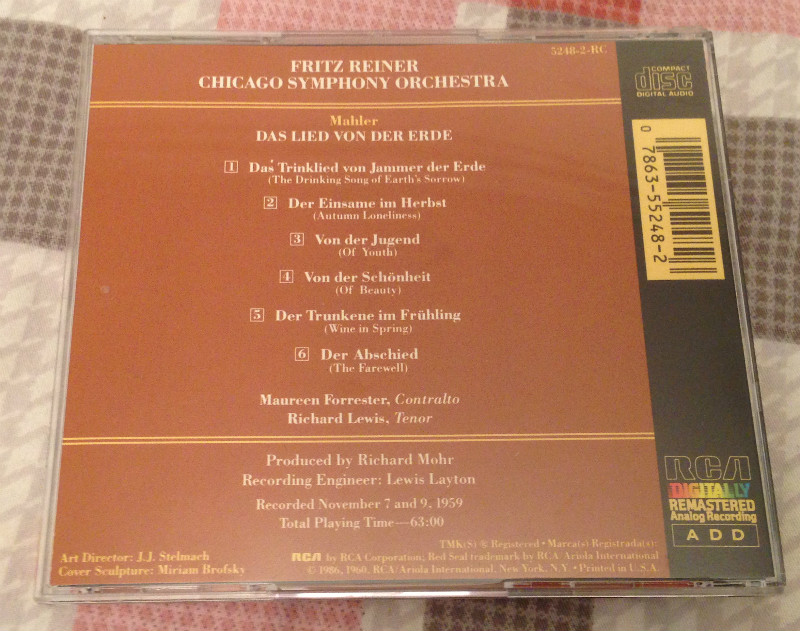 5248-2-RC
FRITZ REINER
CHICAGO SYMPHONY ORCHESTRA
Mahler
DAS LIED VON DER ERDE
1 Das Trinklied von Jammer der Erde
(The Drinking Song of Earth's Sorrow)
2 Der Einsame im Herbst
(Autumn Loneliness)
3 Von der Jugend
(Of Youth)
4 Von der Schönheit
(Of Beauty)
5 Der Trunkene im Frühling
(Wine in Spring)
6 Der Abschied
(The Farewell)
Maureen Forrester, Contralto
Richard Lewis, Tenor
Produced by Richard Mohr
Recording Engineer: Lewis Layton
Recorded November 7 and 9, 1959
Total Playing Time—63:00
Art Director: J.J. Stelmach
Cover Sculpture: Miriam Brofsky
TMK(S) ® Registered • Marca(s) Registrada(s):
RCA by RCA Corporation; Red Seal trademark by RCA/Ariola International
© 1986, 1960, RCA/Ariola International, New York, N.Y. • Printed in U.S.A.
COMPACT
disc
DIGITAL AUDIO
0 7863-55248-2
RCA
DIGITALLY
REMASTERED
Analog Recording
ADD